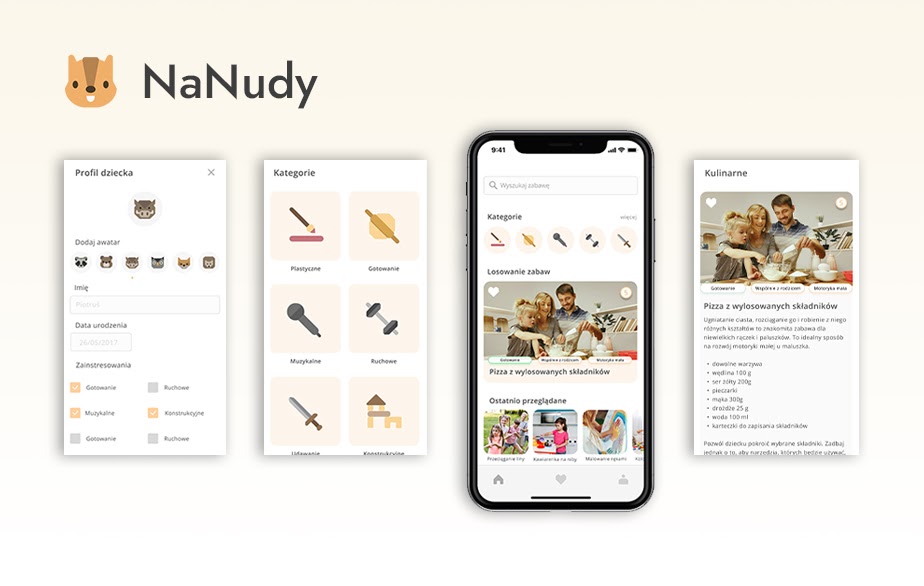 NaNudy
Profil dziecka
Dodaj awatar
Imię
Piotruś
Data urodzenia
26/05/2017
Zainstresowania
Gotowanie
Ruchowe
Muzykalne
Konstrukcyjne
Gotowanie
Ruchowe
Kategorie
Plastyczne
Gotowanie
Muzykalne
Ruchowe
Udawanie
Konstrukcyjne
9:41
Wyszukaj zabawę
Kategorie
więcej
Losowanie zabaw
Gotowanie
Wspólnie z rodzicem
Motoryka mała
Pizza z wylosowanych składników
Ostatnio przeglądane
Przeciąganie liny
Kawiarenka na niby
Malowanie rękami
Kulinarne
Gotowanie
Wspólnie z rodzicem
Motoryka mała
Pizza z wylosowanych składników
Ugniatanie ciasta, rozciąganie go i robienie z niego
różnych kształtów to znakomita zabawa dla
niewielkich rączek i paluszków. To idealny sposób
na rozwój motoryki małej u maluszka.
• dowolne warzywa
• wędlina 100 g
• ser żółty 200g
• pieczarki
• mąka 300g
• drożdże 25 g
• woda 100 ml
• karteczki do zapisania składników
Pozwól dziecku pokroić wybrane składniki. Zadbaj
jednak o to, aby narzędzia, których będzie używać,